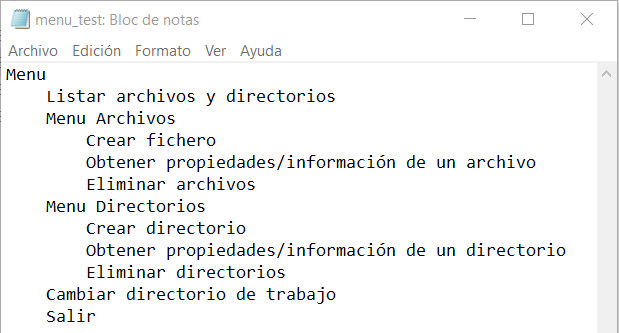 menu_test: Bloc de notas
Archivo Edición Formato Ver Ayuda
Menu
Listar archivos y directorios
Menu Archivos
Crear fichero
Obtener propiedades/información de un archivo
Eliminar archivos
Menu Directorios
Crear directorio
Obtener propiedades/información de un directorio
Eliminar directorios
Cambiar directorio de trabajo
Salir